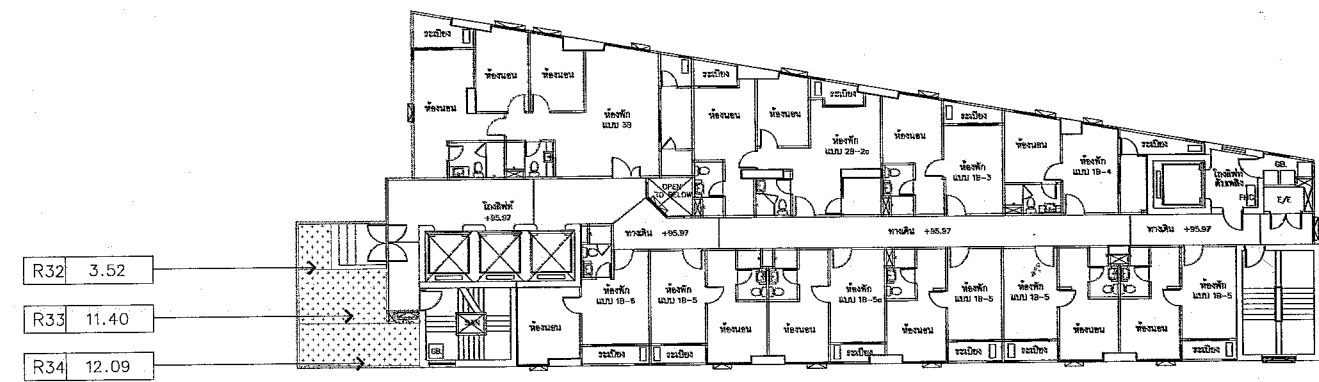 ระเบียง
ห้องนอน
ห้องนอน
ห้องนอน
ห้องพัก
แบบ 3B
ระเบียง
ห้องนอน
ห้องนอน
ระเบียง
ห้องพัก
แบบ 2B-2c
ห้องนอน
ระเบียง
ห้องพัก
แบบ 1B-3
ห้องนอน
ห้องพัก
แบบ 1B-4
ระเบียง
โถงลิฟท์
ดับเพลิง
GB.
FHC
E/E
โถงลิฟท์
+95.97
OPEN
TO BELOW
ทางเดิน +95.97
ทางเดิน +95.97
ทางเดิน +95.97
R32 3.52
R33 11.40
R34 12.09
GB.
ห้องนอน
ห้องพัก
แบบ 1B-6
ระเบียง
ห้องพัก
แบบ 1B-5
ระเบียง
ห้องนอน
ห้องนอน
ห้องพัก
แบบ 1B-5a
ระเบียง
ห้องนอน
ห้องพัก
แบบ 1B-5
ระเบียง
ห้องพัก
แบบ 1B-5
ระเบียง
ห้องนอน
ห้องนอน
ห้องพัก
แบบ 1B-5
ระเบียง